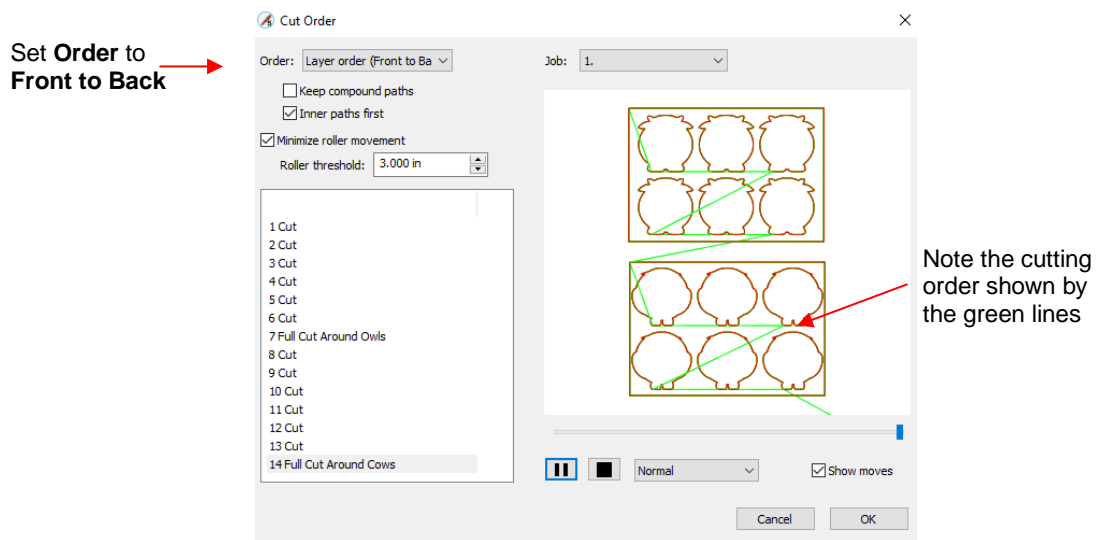 Cut Order
Set Order to
Front to Back
Order: Layer order (Front to Ba
Keep compound paths
Inner paths first
Minimize roller movement
Roller threshold: 3.000 in
1 Cut
2 Cut
3 Cut
4 Cut
5 Cut
6 Cut
7 Full Cut Around Owls
8 Cut
9 Cut
10 Cut
11 Cut
12 Cut
13 Cut
14 Full Cut Around Cows
Job: 1.
Note the cutting
order shown by
the green lines
Normal
Show moves
Cancel
OK